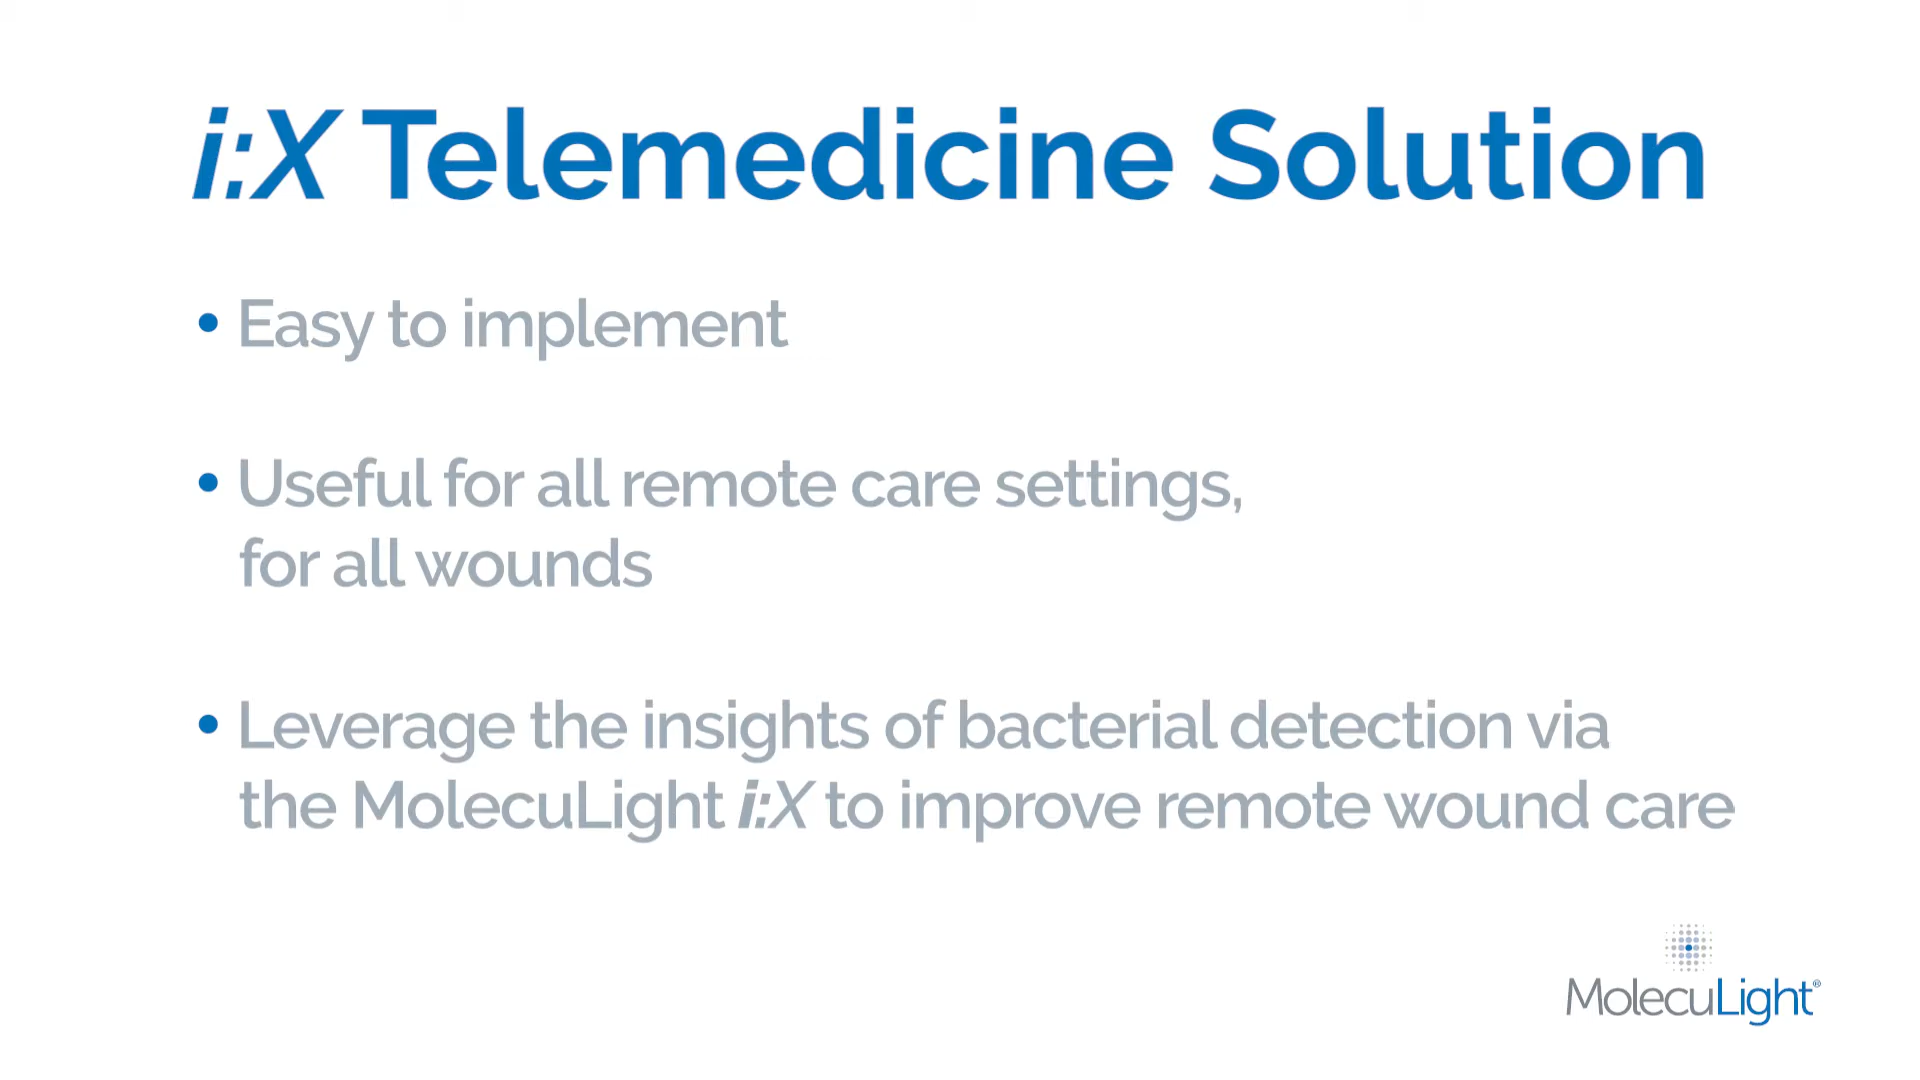 i:X Telemedicine Solution
• Easy to implement
• Useful for all remote care settings,
for all wounds
• Leverage the insights of bacterial detection via
the MolecuLight i:X to improve remote wound care
MolecuLight®